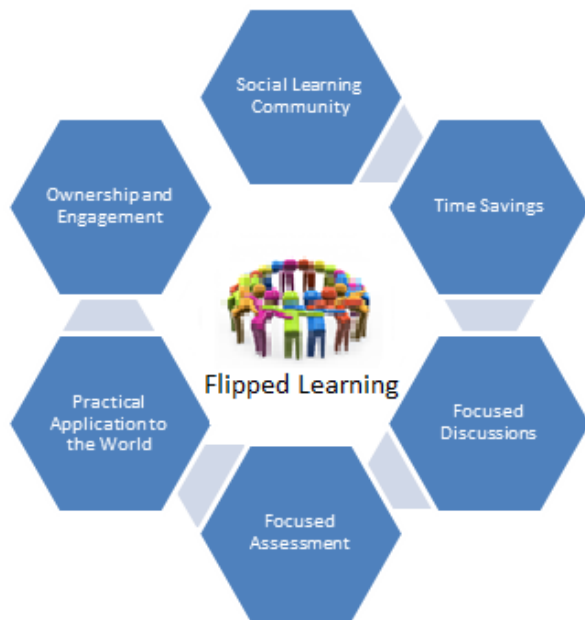 Social Learning
Community
Time Savings
Focused
Discussions
Focused
Assessment
Practical
Application to
the World
Ownership and
Engagement
Flipped Learning